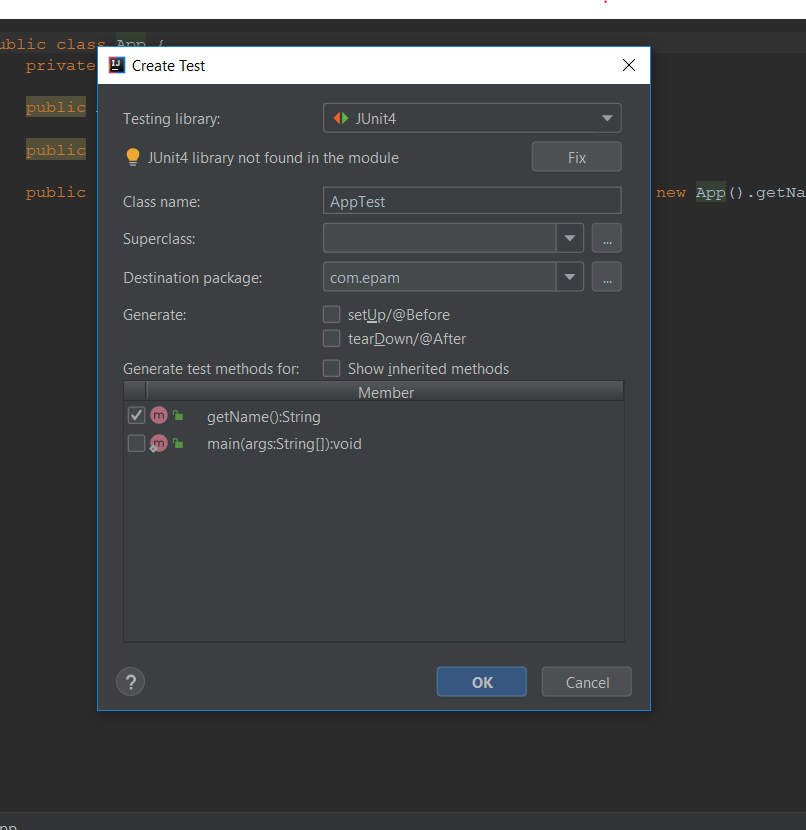 public class App {
Create Test
private
Testing library: JUnit4
public
JUnit4 library not found in the module Fix
public
public new App().getNa
Class name: AppTest
Superclass: ...
Destination package: com.epam ...
Generate: setUp/@Before
tearDown/@After
Generate test methods for: Show inherited methods
Member
m getName():String
m main(args:String[]):void
? OK Cancel